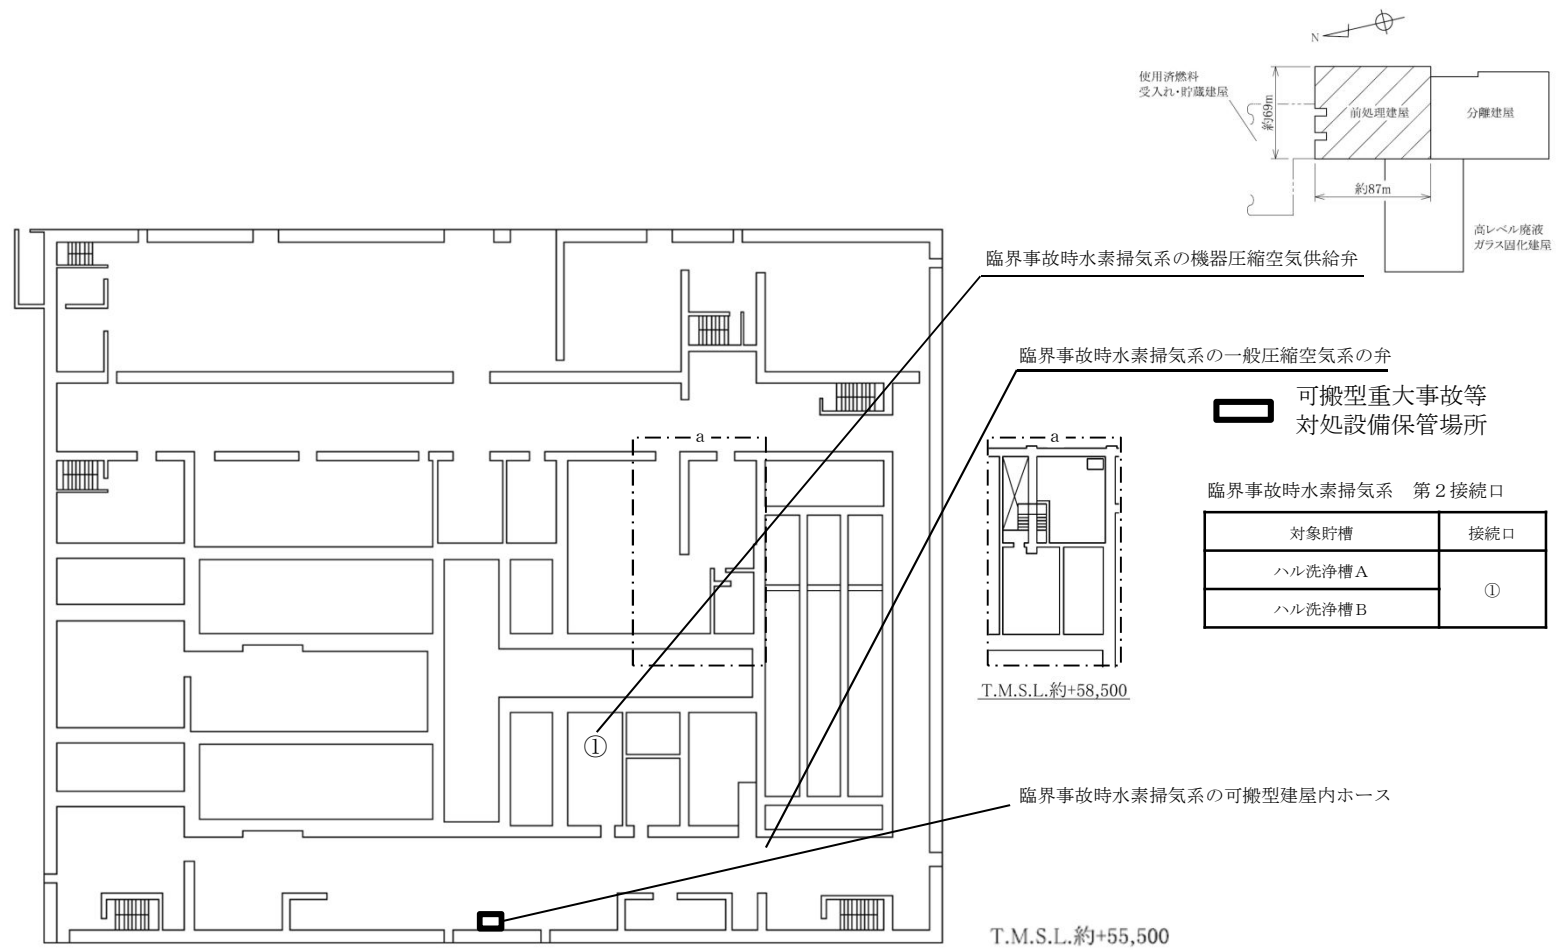 N
使用済燃料
受入れ・貯蔵建屋
約69m
前処理建屋
分離建屋
約87m
高レベル廃液
ガラス固化建屋
臨界事故時水素掃気系の機器圧縮空気供給弁
臨界事故時水素掃気系の一般圧縮空気系の弁
可搬型重大事故等
対処設備保管場所
a
a
臨界事故時水素掃気系 第2接続口
対象貯槽 接続口
ハル洗浄槽A
①
ハル洗浄槽B
T.M.S.L.約+58,500
①
臨界事故時水素掃気系の可搬型建屋内ホース
T.M.S.L.約+55,500